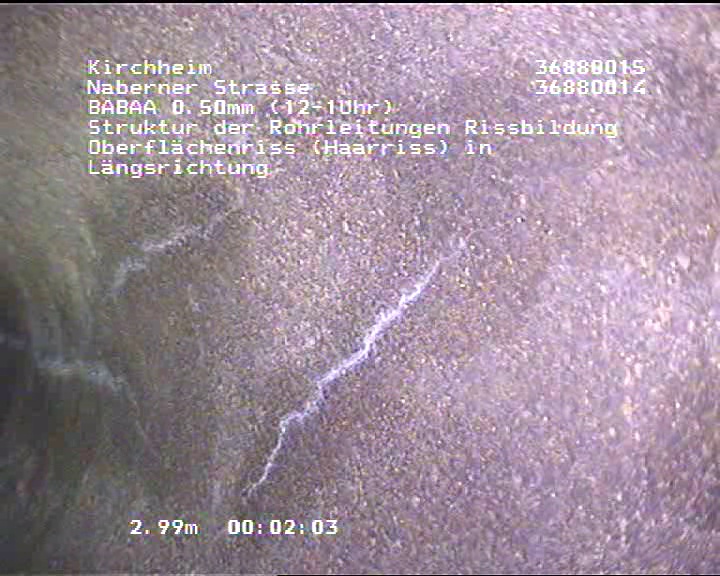 Kirchheim 36880015
Naberner Strasse 36880014
BABAA 0.50mm (12-1Uhr)
Struktur der Rohrleitungen Rissbildung
Oberflächenriss (Haarriss) in
Längsrichtung
2.99m 00:02:03